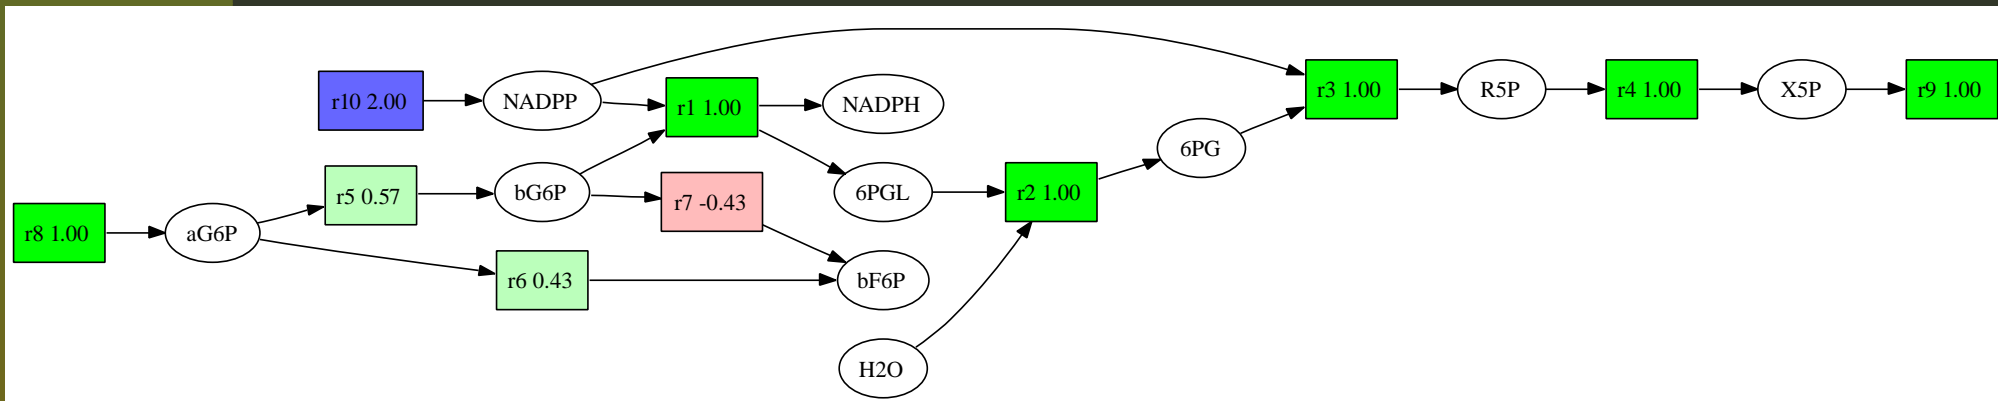 r10 2.00
NADPP
r1 1.00
NADPH
r3 1.00
R5P
r4 1.00
X5P
r9 1.00
6PG
r8 1.00
aG6P
r5 0.57
bG6P
r7 -0.43
6PGL
r2 1.00
r6 0.43
bF6P
H2O